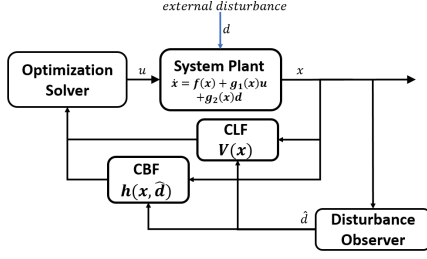 external disturbance
d
Optimization
Solver
u
System Plant
ẋ = f(x) + g₁(x)u
+g₂(x)d
x
CLF
V(x)
CBF
h(x, d̂)
d̂
Disturbance
Observer